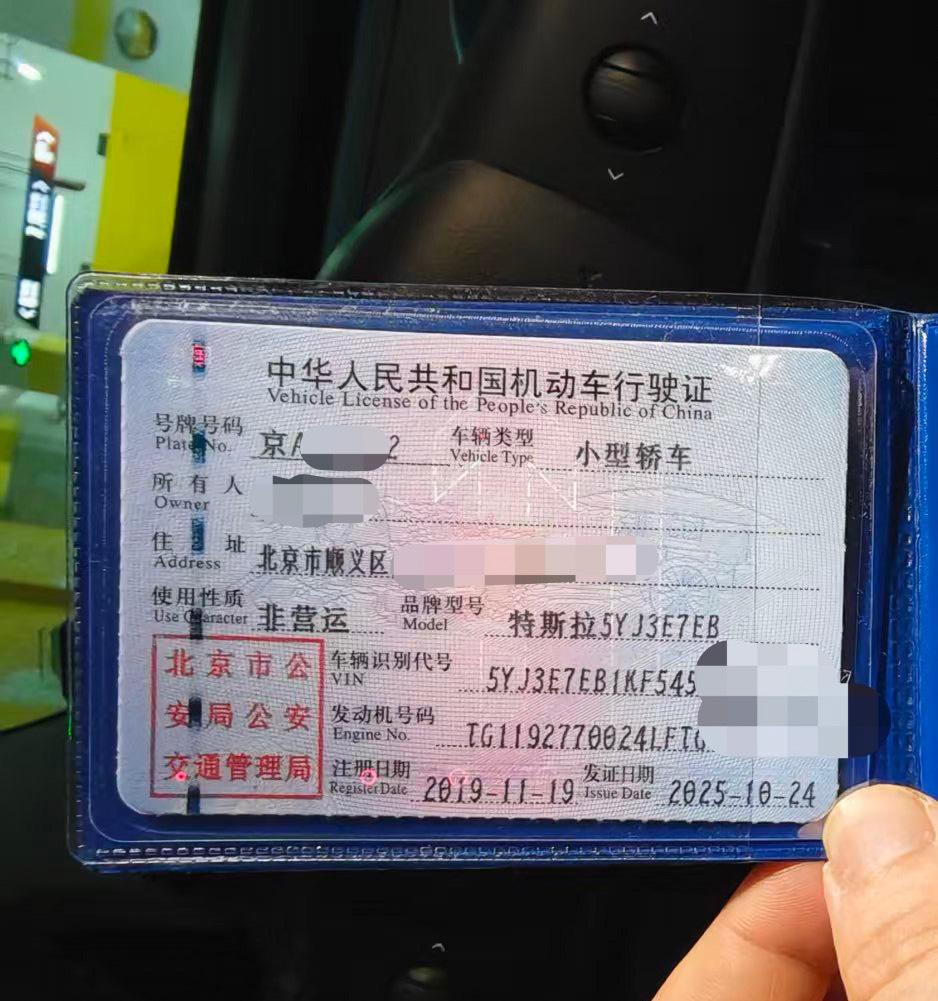 中华人民共和国机动车行驶证
Vehicle License of the People's Republic of China
号牌号码 京A 2 车辆类型 小型轿车
Plate No. Vehicle Type
所有人
Owner
住址 北京市顺义区
Address
使用性质 非营运 品牌型号 特斯拉5YJ3E7EB
Use Character Model
北京市公
安局公安
交通管理局
车辆识别代号 5YJ3E7EB1KF545
VIN
发动机号码 TG1192770024LFTG
Engine No.
注册日期 2019-11-19 发证日期 2025-10-24
Register Date Issue Date